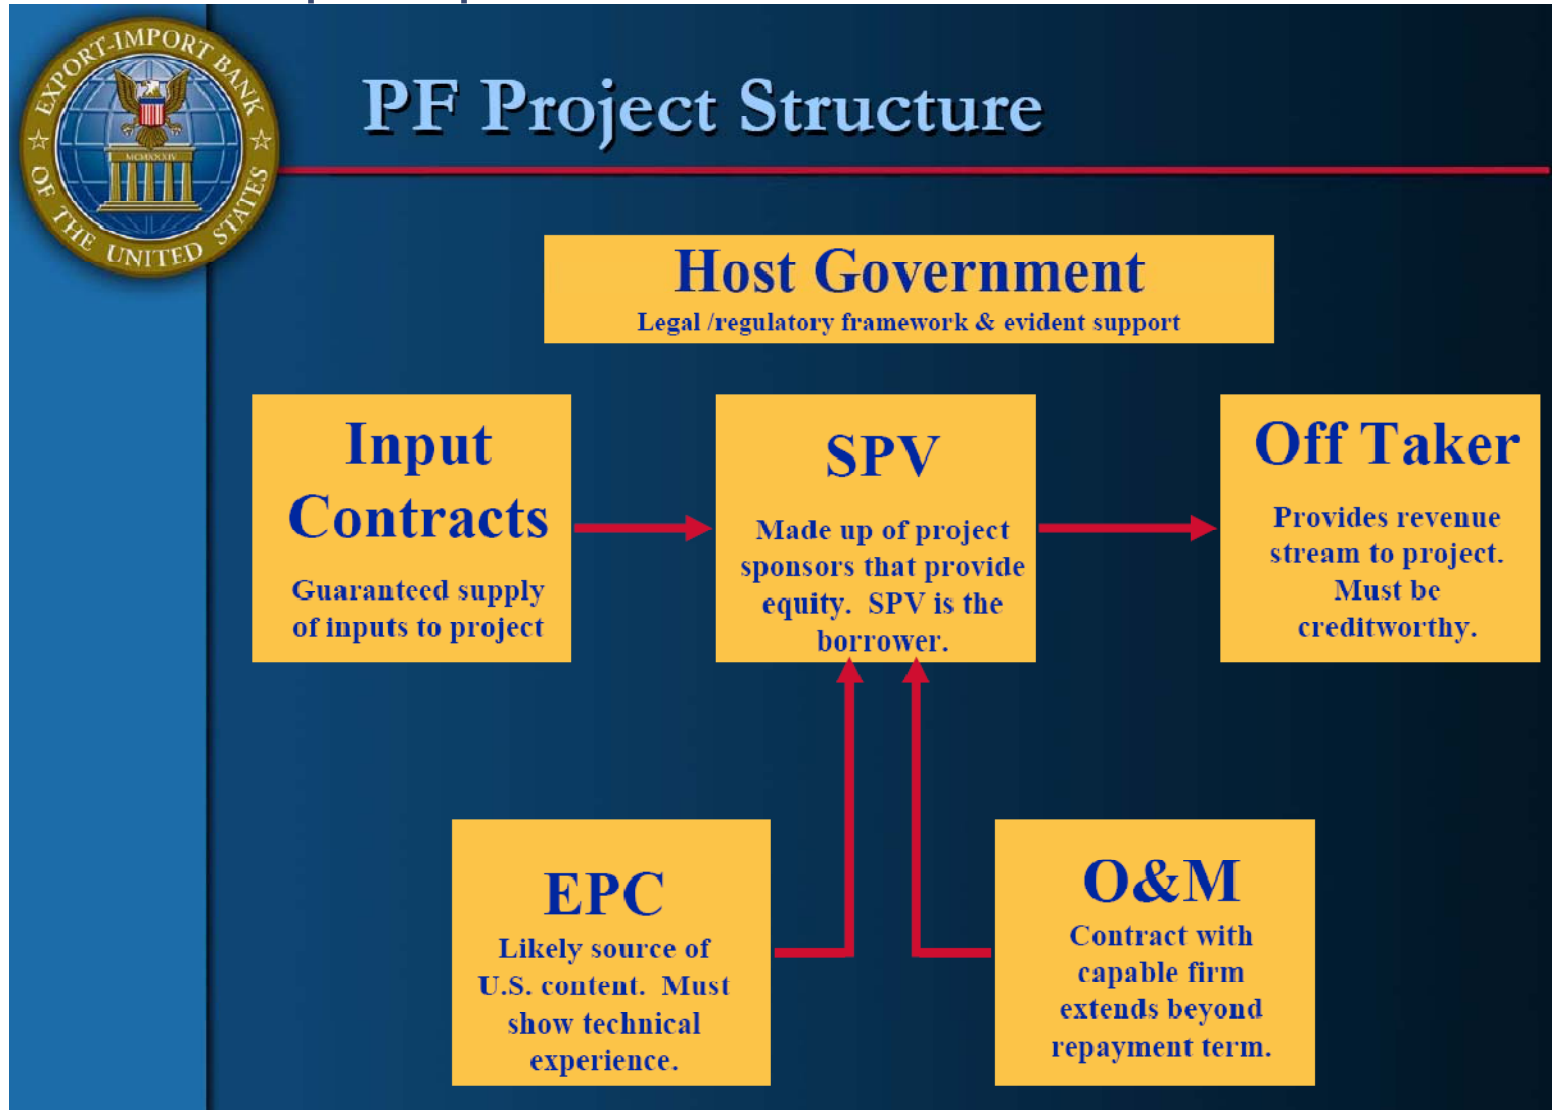 EXPORT-IMPORT BANK
OF THE UNITED STATES
MCMXXXIV
PF Project Structure
Host Government
Legal /regulatory framework & evident support
Input
Contracts
Guaranteed supply
of inputs to project
SPV
Made up of project
sponsors that provide
equity. SPV is the
borrower.
Off Taker
Provides revenue
stream to project.
Must be
creditworthy.
EPC
Likely source of
U.S. content. Must
show technical
experience.
O&M
Contract with
capable firm
extends beyond
repayment term.